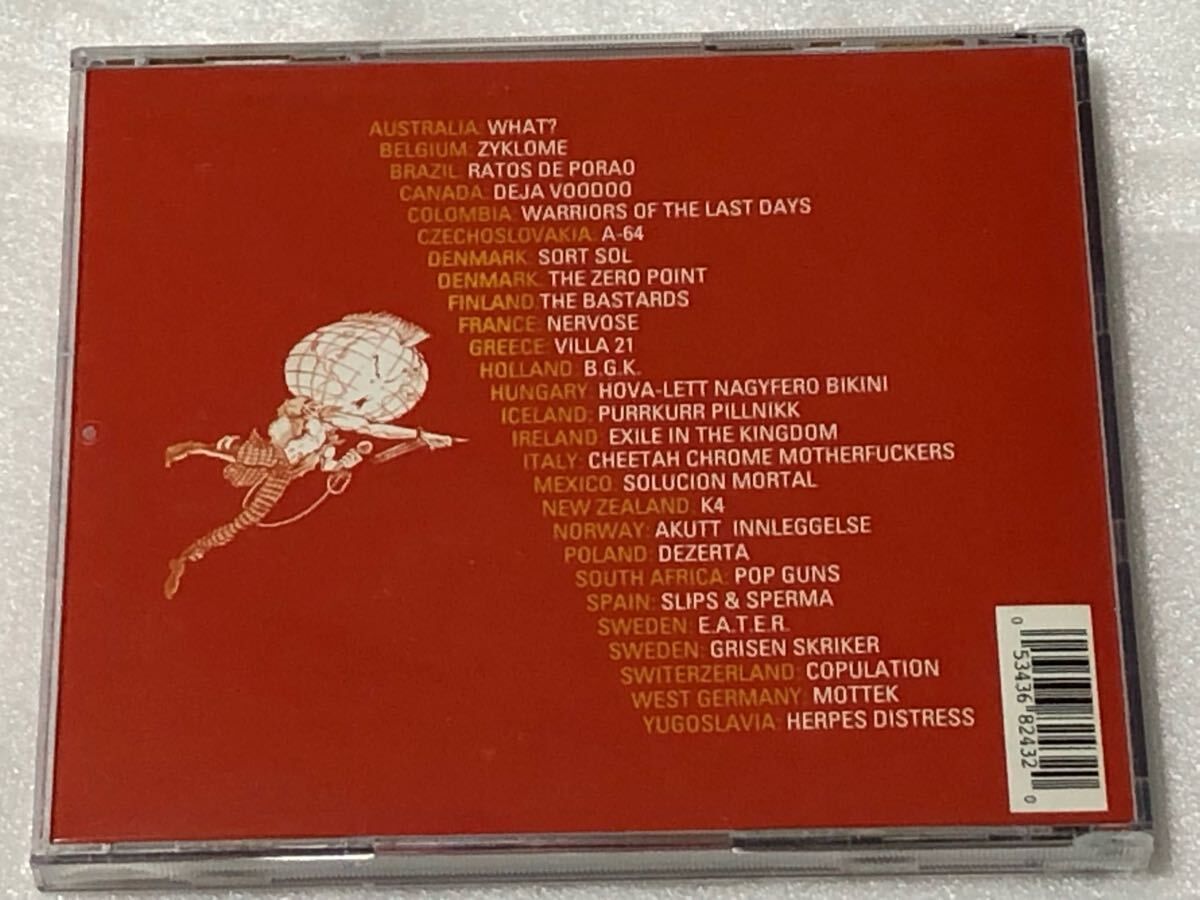 AUSTRALIA: WHAT?
BELGIUM: ZYKLOME
BRAZIL: RATOS DE PORAO
CANADA: DEJA VOODOO
COLOMBIA: WARRIORS OF THE LAST DAYS
CZECHOSLOVAKIA: A-64
DENMARK: SORT SOL
DENMARK: THE ZERO POINT
FINLAND: THE BASTARDS
FRANCE: NERVOSE
GREECE: VILLA 21
HOLLAND: B.G.K.
HUNGARY: HOVA-LETT NAGYFERO BIKINI
ICELAND: PURRKURR PILLNIKK
IRELAND: EXILE IN THE KINGDOM
ITALY: CHEETAH CHROME MOTHERFUCKERS
MEXICO: SOLUCION MORTAL
NEW ZEALAND: K4
NORWAY: AKUTT INNLEGGELSE
POLAND: DEZERTA
SOUTH AFRICA: POP GUNS
SPAIN: SLIPS & SPERMA
SWEDEN: E.A.T.E.R.
SWEDEN: GRISEN SKRIKER
SWITERZERLAND: COPULATION
WEST GERMANY: MOTTEK
YUGOSLAVIA: HERPES DISTRESS
0 53436 82432 0